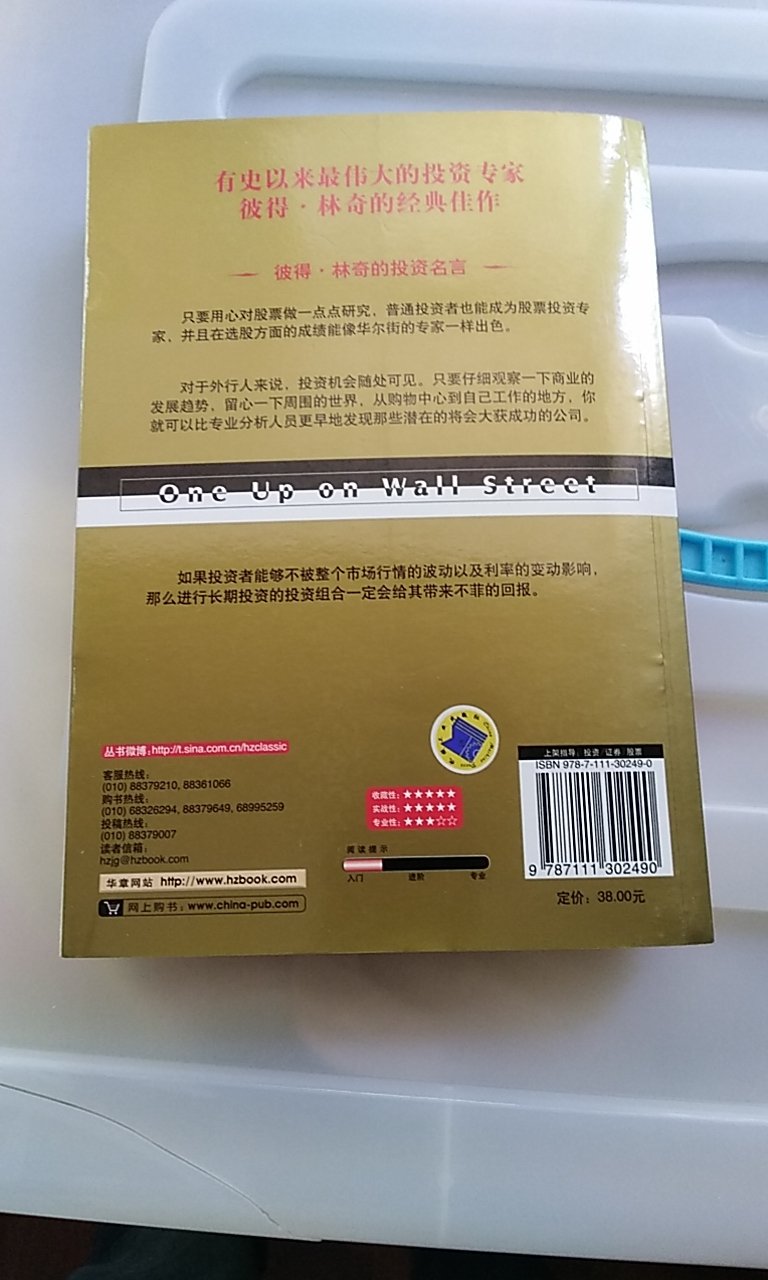 有史以来最伟大的投资专家
彼得·林奇的经典佳作
彼得·林奇的投资名言
只要用心对股票做一点点研究，普通投资者也能成为股票投资专
家，并且在选股方面的成绩能像华尔街的专家一样出色。
对于外行人来说，投资机会随处可见。只要仔细观察一下商业的
发展趋势，留心一下周围的世界，从购物中心到自己工作的地方，你
就可以比专业分析人员更早地发现那些潜在的将会大获成功的公司。
One Up on Wall Street
如果投资者能够不被整个市场行情的波动以及利率的变动影响，
那么进行长期投资的投资组合一定会给其带来不菲的回报。
丛书微博：http://t.sina.com.cn/hzclassic
客服热线：
(010) 88379210, 88361066
购书热线：
(010) 68326294, 88379649, 68995259
投稿热线：
(010) 88379007
读者信箱：
hzjg@hzbook.com
华章网站 http://www.hzbook.com
网上购书：www.china-pub.com
收藏性：★★★★★
实战性：★★★★★
专业性：★★★☆☆
阅读提示
入门 进阶 专业
上架指导：投资/证券/股票
ISBN 978-7-111-30249-0
9 787111 302490
定价：38.00元